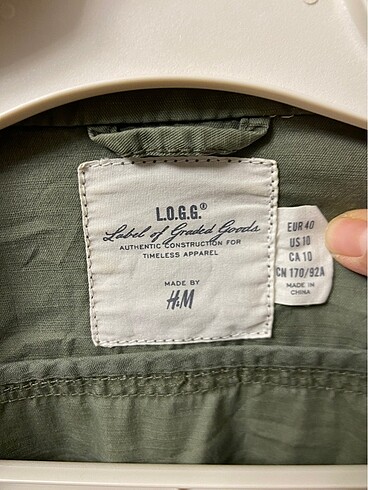 L.O.G.G.®
Label of Graded Goods
AUTHENTIC CONSTRUCTION FOR
TIMELESS APPAREL
MADE BY
H&M
EUR 40
US 10
CA 10
CN 170/92A
MADE IN
CHINA